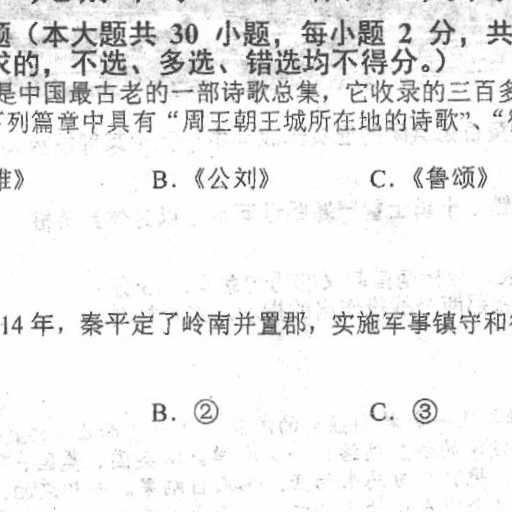 题（本大题共 30 小题，每小题 2 分，共
求的，不选、多选、错选均不得分。）
是中国最古老的一部诗歌总集，它收录的三百多
下列篇章中具有“周王朝王城所在地的诗歌”、“
》 B．《公刘》 C．《鲁颂》
14 年，秦平定了岭南并置郡，实施军事镇守和
B．② C．③